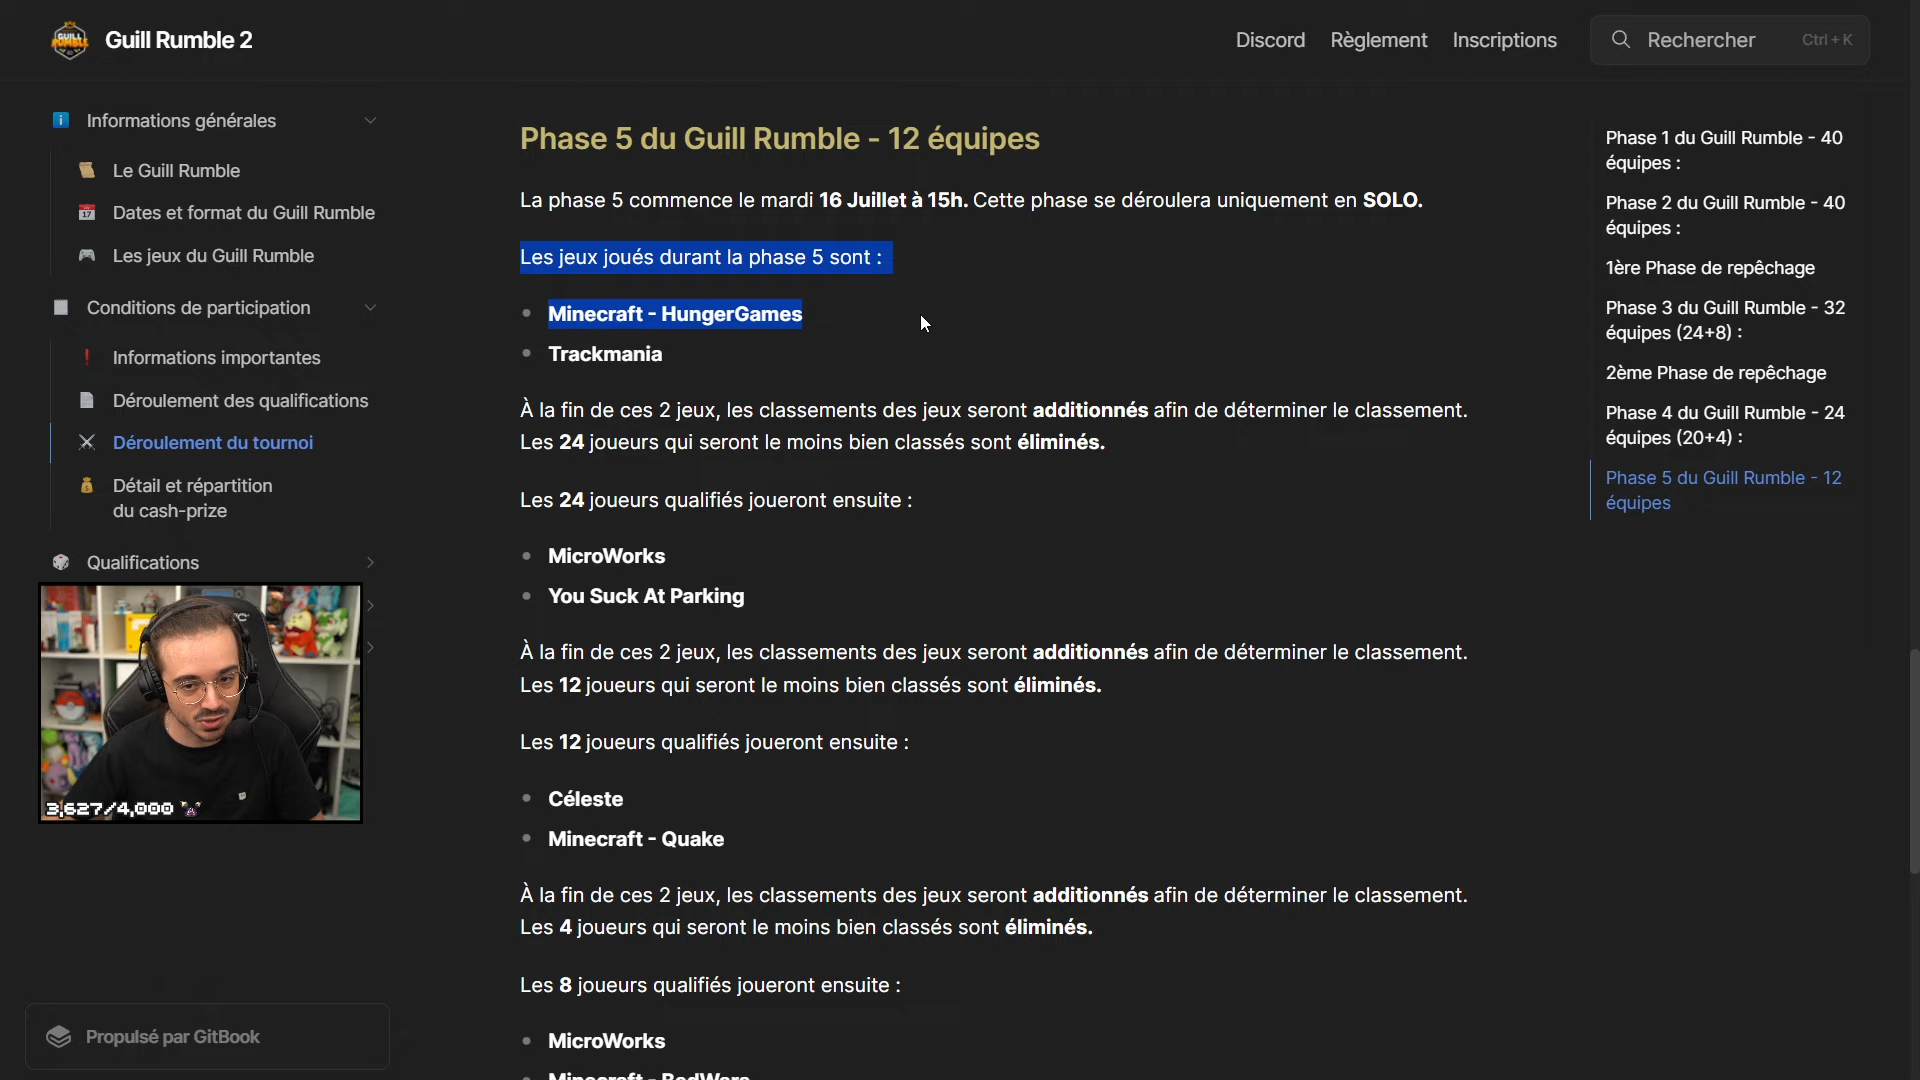 Guill Rumble 2
Discord
Règlement
Inscriptions
Rechercher
Ctrl + K
Informations générales
Le Guill Rumble
Dates et format du Guill Rumble
Les jeux du Guill Rumble
Conditions de participation
Informations importantes
Déroulement des qualifications
Déroulement du tournoi
Détail et répartition
du cash-prize
Qualifications
3,627/4,000
Propulsé par GitBook
Phase 5 du Guill Rumble - 12 équipes
La phase 5 commence le mardi 16 Juillet à 15h. Cette phase se déroulera uniquement en SOLO.
Les jeux joués durant la phase 5 sont :
Minecraft - HungerGames
Trackmania
À la fin de ces 2 jeux, les classements des jeux seront additionnés afin de déterminer le classement.
Les 24 joueurs qui seront le moins bien classés sont éliminés.
Les 24 joueurs qualifiés joueront ensuite :
MicroWorks
You Suck At Parking
À la fin de ces 2 jeux, les classements des jeux seront additionnés afin de déterminer le classement.
Les 12 joueurs qui seront le moins bien classés sont éliminés.
Les 12 joueurs qualifiés joueront ensuite :
Céleste
Minecraft - Quake
À la fin de ces 2 jeux, les classements des jeux seront additionnés afin de déterminer le classement.
Les 4 joueurs qui seront le moins bien classés sont éliminés.
Les 8 joueurs qualifiés joueront ensuite :
MicroWorks
Minecraft - BedWars
Phase 1 du Guill Rumble - 40
équipes :
Phase 2 du Guill Rumble - 40
équipes :
1ère Phase de repêchage
Phase 3 du Guill Rumble - 32
équipes (24+8) :
2ème Phase de repêchage
Phase 4 du Guill Rumble - 24
équipes (20+4) :
Phase 5 du Guill Rumble - 12
équipes